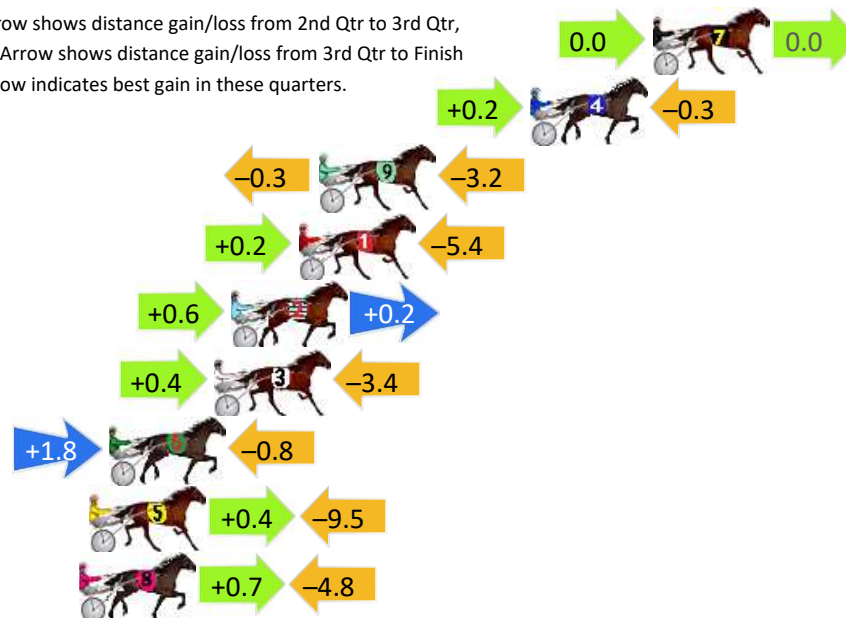 row shows distance gain/loss from 2nd Qtr to 3rd Qtr,
Arrow shows distance gain/loss from 3rd Qtr to Finish
ow indicates best gain in these quarters.
0.0 7 0.0
+0.2 4 –0.3
–0.3 9 –3.2
+0.2 1 –5.4
+0.6 2 +0.2
+0.4 3 –3.4
+1.8 6 –0.8
5 +0.4 –9.5
8 +0.7 –4.8